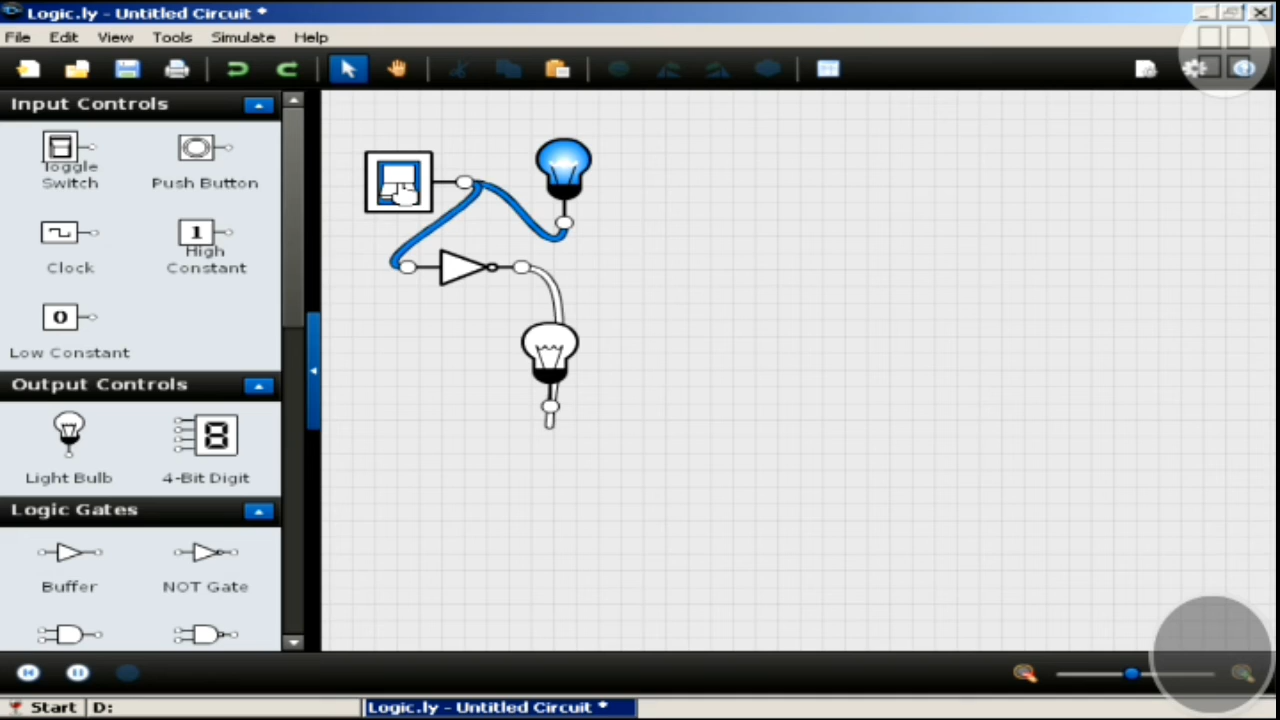 Logic.ly - Untitled Circuit *
File Edit View Tools Simulate Help
Input Controls
Toggle
Switch
Push Button
Clock
1
High
Constant
0
Low Constant
Output Controls
Light Bulb
8
4-Bit Digit
Logic Gates
Buffer
NOT Gate
Start
D:
Logic.ly - Untitled Circuit *